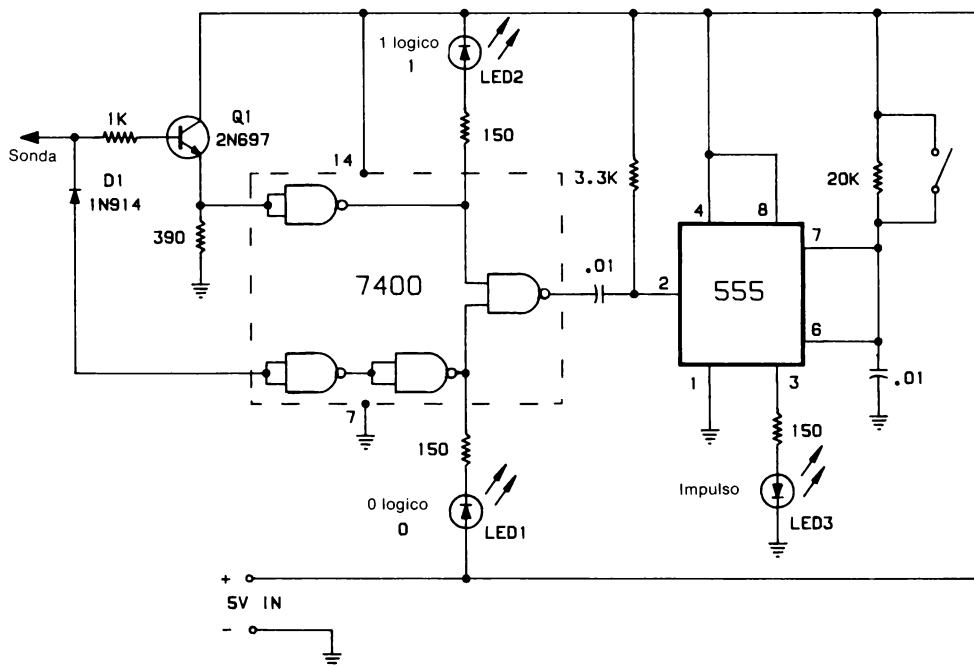 1 logico
1
LED2
1K
Q1
2N697
150
Sonda
14
3.3K
D1
1N914
20K
4
8
390
7
7400
.01
2
555
6
7
1
3
.01
150
150
0 logico
0
LED1
Impulso
LED3
+
5V IN
-